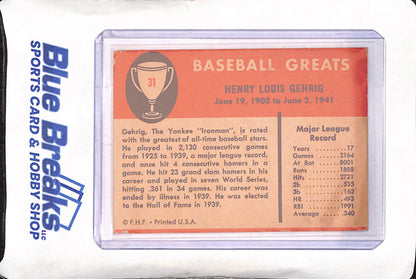 Blue Breaks LLC
SPORTS CARD & HOBBY SHOP
31
BASEBALL GREATS
HENRY LOUIS GEHRIG
June 19, 1903 to June 2, 1941
Gehrig, The Yankee "Ironman", is rated
with the greatest of all-time baseball stars.
He played in 2,130 consecutive games
from 1925 to 1939, a major league record,
and once hit 4 consecutive homers in a
game. He hit 23 grand slam homers in his
career and played in seven World Series,
hitting .361 in 34 games. His career was
ended by illness in 1939. He was elected
to the Hall of Fame in 1939.
© F.H.F. • Printed U.S.A.
Major League
Record
Years 17
Games 2164
At Bat 8001
Runs 1888
Hits 2721
2b 535
3b 162
HR 493
RBI 1991
Average .340